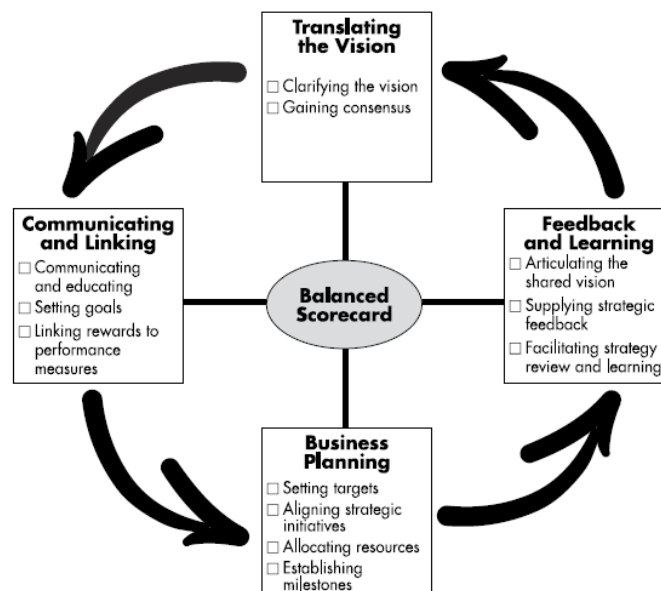 Translating
the Vision
☐ Clarifying the vision
☐ Gaining consensus
Communicating
and Linking
☐ Communicating
and educating
☐ Setting goals
☐ Linking rewards to
performance
measures
Balanced
Scorecard
Feedback
and Learning
☐ Articulating the
shared vision
☐ Supplying strategic
feedback
☐ Facilitating strategy
review and learning
Business
Planning
☐ Setting targets
☐ Aligning strategic
initiatives
☐ Allocating resources
☐ Establishing
milestones